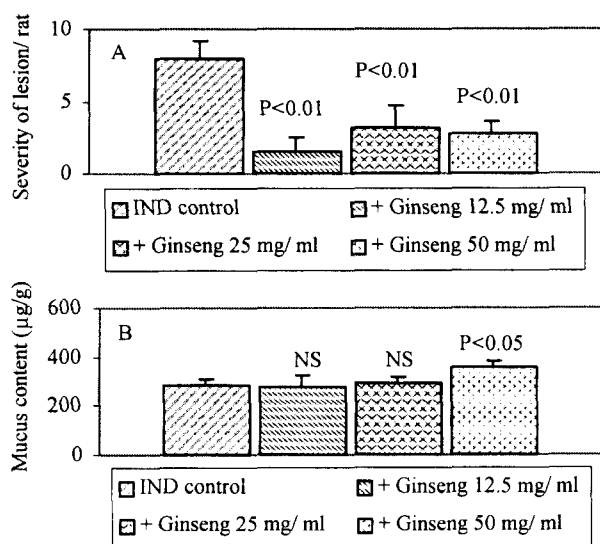 10
A
P<0.01
P<0.01
P<0.01
5
0
Severity of lesion/ rat
IND control
+ Ginseng 12.5 mg/ ml
+ Ginseng 25 mg/ ml
+ Ginseng 50 mg/ ml
600
B
P<0.05
NS
NS
400
200
0
Mucus content (µg/g)
IND control
+ Ginseng 12.5 mg/ ml
+ Ginseng 25 mg/ ml
+ Ginseng 50 mg/ ml